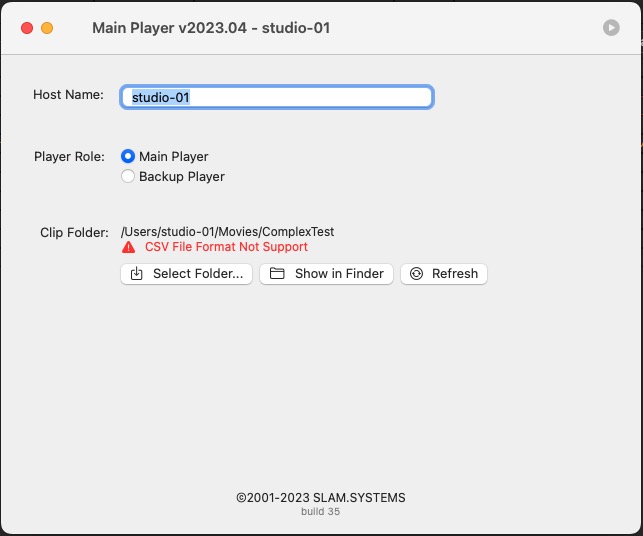 Main Player v2023.04 - studio-01
Host Name: studio-01
Player Role: Main Player
Backup Player
Clip Folder: /Users/studio-01/Movies/ComplexTest
CSV File Format Not Support
Select Folder... Show in Finder Refresh
©2001-2023 SLAM.SYSTEMS
build 35